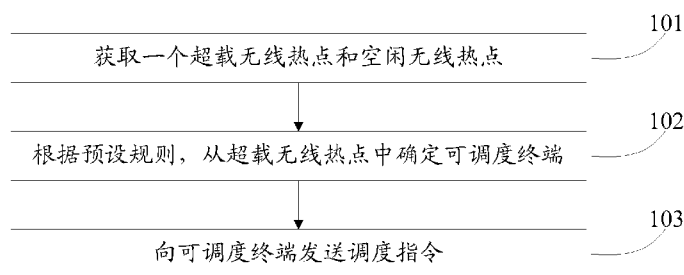 101
获取一个超载无线热点和空闲无线热点
102
根据预设规则，从超载无线热点中确定可调度终端
103
向可调度终端发送调度指令